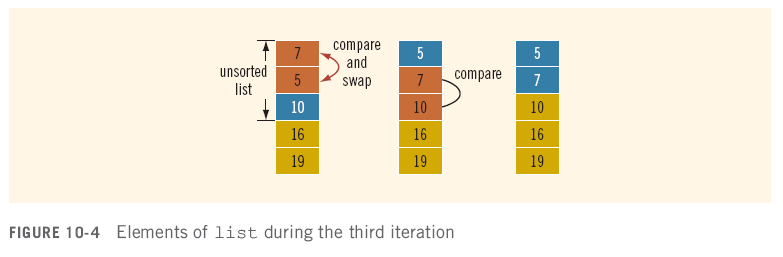 unsorted
list
7
5
10
16
19
compare
and
swap
5
7
10
16
19
compare
5
7
10
16
19
FIGURE 10-4 Elements of list during the third iteration